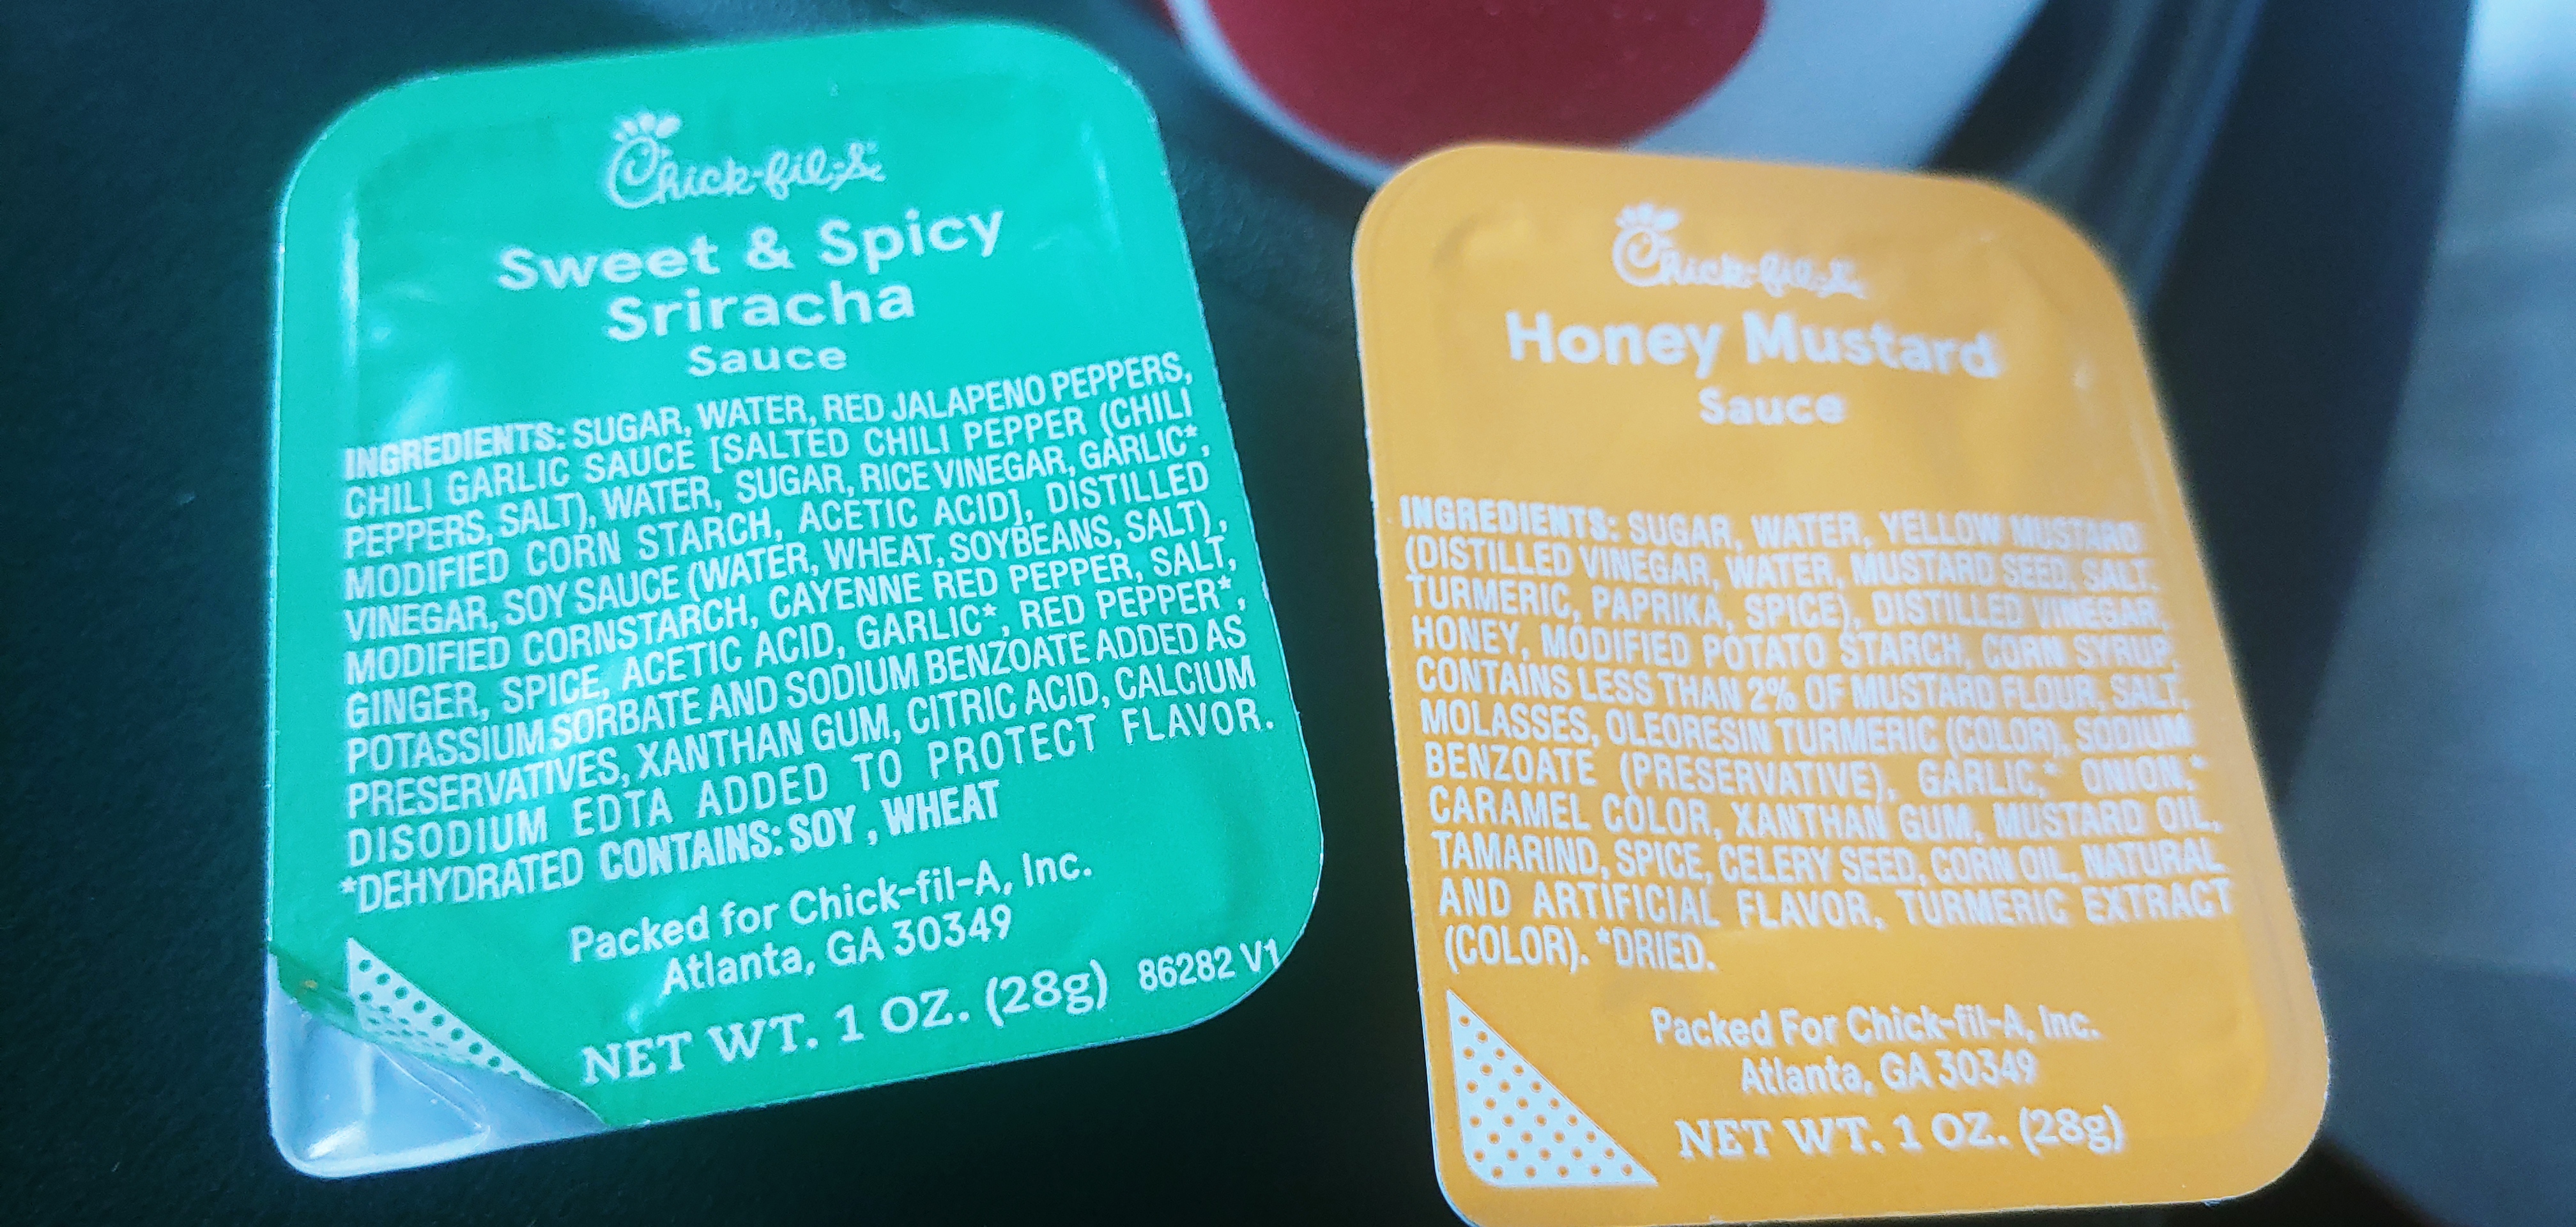 Chick-fil-A
Sweet & Spicy
Sriracha
Sauce
INGREDIENTS: SUGAR, WATER, RED JALAPENO PEPPERS,
CHILI GARLIC SAUCE [SALTED CHILI PEPPER (CHILI
PEPPERS, SALT), WATER, SUGAR, RICE VINEGAR, GARLIC*,
MODIFIED CORN STARCH, ACETIC ACID], DISTILLED
VINEGAR, SOY SAUCE (WATER, WHEAT, SOYBEANS, SALT),
MODIFIED CORNSTARCH, CAYENNE RED PEPPER, SALT,
GINGER, SPICE, ACETIC ACID, GARLIC*, RED PEPPER*,
POTASSIUM SORBATE AND SODIUM BENZOATE ADDED AS
PRESERVATIVES, XANTHAN GUM, CITRIC ACID, CALCIUM
DISODIUM EDTA ADDED TO PROTECT FLAVOR.
*DEHYDRATED CONTAINS: SOY , WHEAT
Packed for Chick-fil-A, Inc.
Atlanta, GA 30349
NET WT. 1 OZ. (28g) 86282 V1
Chick-fil-A
Honey Mustard
Sauce
INGREDIENTS: SUGAR, WATER, YELLOW MUSTARD
(DISTILLED VINEGAR, WATER, MUSTARD SEED, SALT,
TURMERIC, PAPRIKA, SPICE), DISTILLED VINEGAR,
HONEY, MODIFIED POTATO STARCH, CORN SYRUP,
CONTAINS LESS THAN 2% OF MUSTARD FLOUR, SALT,
MOLASSES, OLEORESIN TURMERIC (COLOR), SODIUM
BENZOATE (PRESERVATIVE), GARLIC,* ONION,*
CARAMEL COLOR, XANTHAN GUM, MUSTARD OIL,
TAMARIND, SPICE, CELERY SEED, CORN OIL, NATURAL
AND ARTIFICIAL FLAVOR, TURMERIC EXTRACT
(COLOR). *DRIED.
Packed For Chick-fil-A, Inc.
Atlanta, GA 30349
NET WT. 1 OZ. (28g)